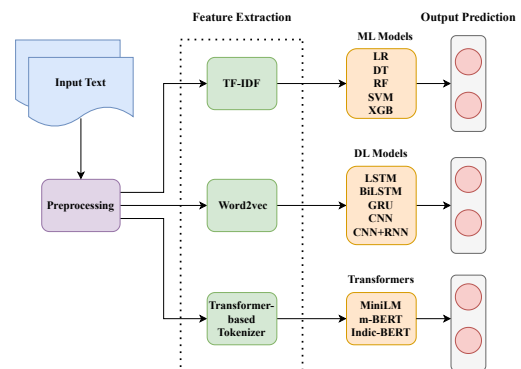 Feature Extraction
Output Prediction
ML Models
Input Text
TF-IDF
LR
DT
RF
SVM
XGB
DL Models
Preprocessing
Word2vec
LSTM
BiLSTM
GRU
CNN
CNN+RNN
Transformers
Transformer-
based
Tokenizer
MiniLM
m-BERT
Indic-BERT